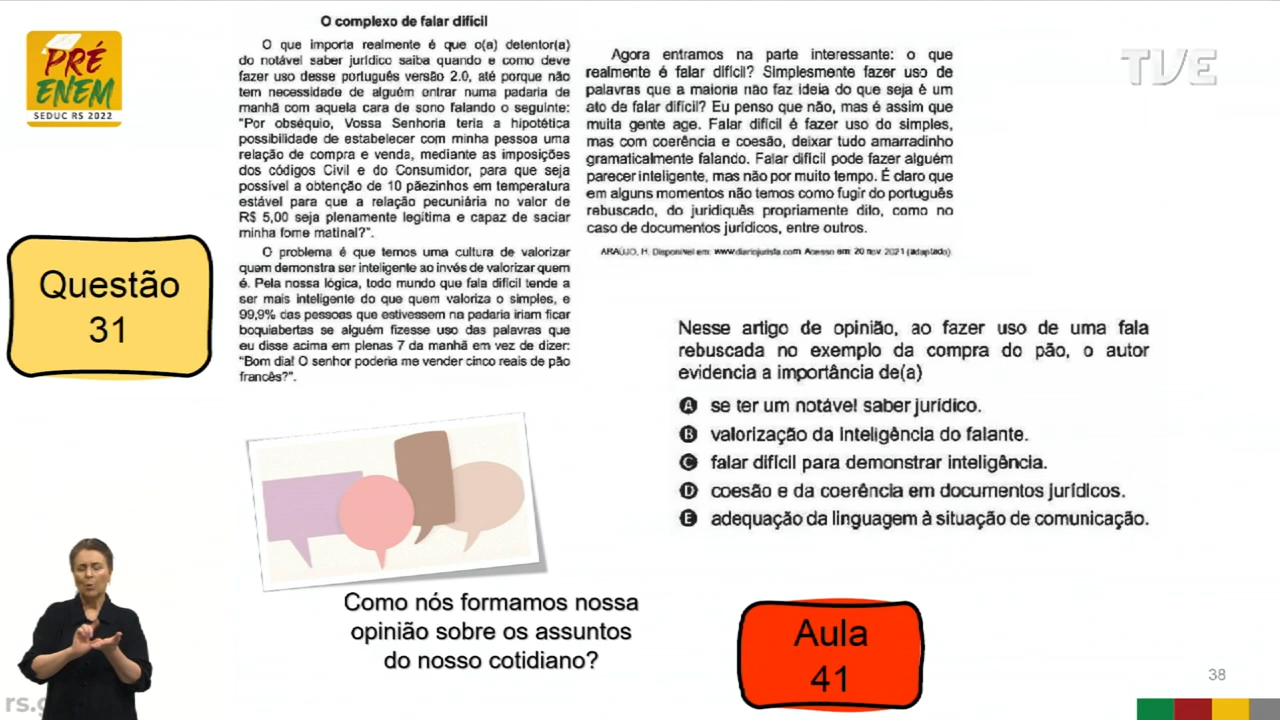 O complexo de falar difícil
O que importa realmente é que o(a) detentor(a)
do notável saber jurídico saiba quando e como deve
fazer uso desse português versão 2.0, até porque não
tem necessidade de alguém entrar numa padaria de
manhã com aquela cara de sono falando o seguinte:
"Por obséquio, Vossa Senhoria teria a hipotética
possibilidade de estabelecer com minha pessoa uma
relação de compra e venda, mediante as imposições
dos códigos Civil e do Consumidor, para que seja
possível a obtenção de 10 pãezinhos em temperatura
estável para que a relação pecuniária no valor de
R$ 5,00 seja plenamente legítima e capaz de saciar
minha fome matinal?".
O problema é que temos uma cultura de valorizar
quem demonstra ser inteligente ao invés de valorizar quem
é. Pela nossa lógica, todo mundo que fala difícil tende a
ser mais inteligente do que quem valoriza o simples, e
99,9% das pessoas que estivessem na padaria iriam ficar
boquiabertas se alguém fizesse uso das palavras que
eu disse acima em plenas 7 da manhã em vez de dizer:
"Bom dia! O senhor poderia me vender cinco reais de pão
francês?".
Agora entramos na parte interessante: o que
realmente é falar difícil? Simplesmente fazer uso de
palavras que a maioria não faz ideia do que seja é um
ato de falar difícil? Eu penso que não, mas é assim que
muita gente age. Falar difícil é fazer uso do simples,
mas com coerência e coesão, deixar tudo amarradinho
gramaticalmente falando. Falar difícil pode fazer alguém
parecer inteligente, mas não por muito tempo. É claro que
em alguns momentos não temos como fugir do português
rebuscado, do juridiquês propriamente dito, como no
caso de documentos jurídicos, entre outros.
ARAÚJO, H. Disponível em: www.diariojurista.com. Acesso em: 20 nov. 2021 (adaptado).
PRÉ
ENEM
SEDUC RS 2022
TVE
Questão
31
Nesse artigo de opinião, ao fazer uso de uma fala
rebuscada no exemplo da compra do pão, o autor
evidencia a importância de(a)
A se ter um notável saber jurídico.
B valorização da inteligência do falante.
C falar difícil para demonstrar inteligência.
D coesão e da coerência em documentos jurídicos.
E adequação da linguagem à situação de comunicação.
Como nós formamos nossa
opinião sobre os assuntos
do nosso cotidiano?
Aula
41
38
rs.g